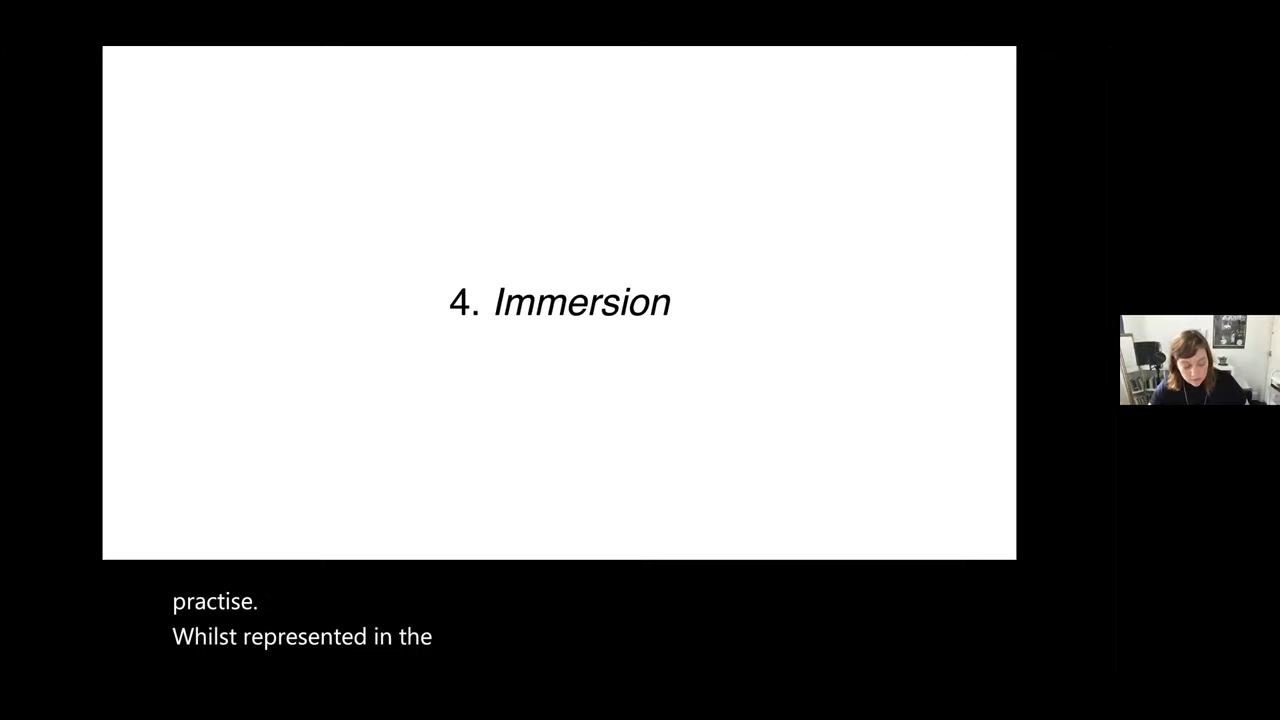 4. Immersion
practise.
Whilst represented in the